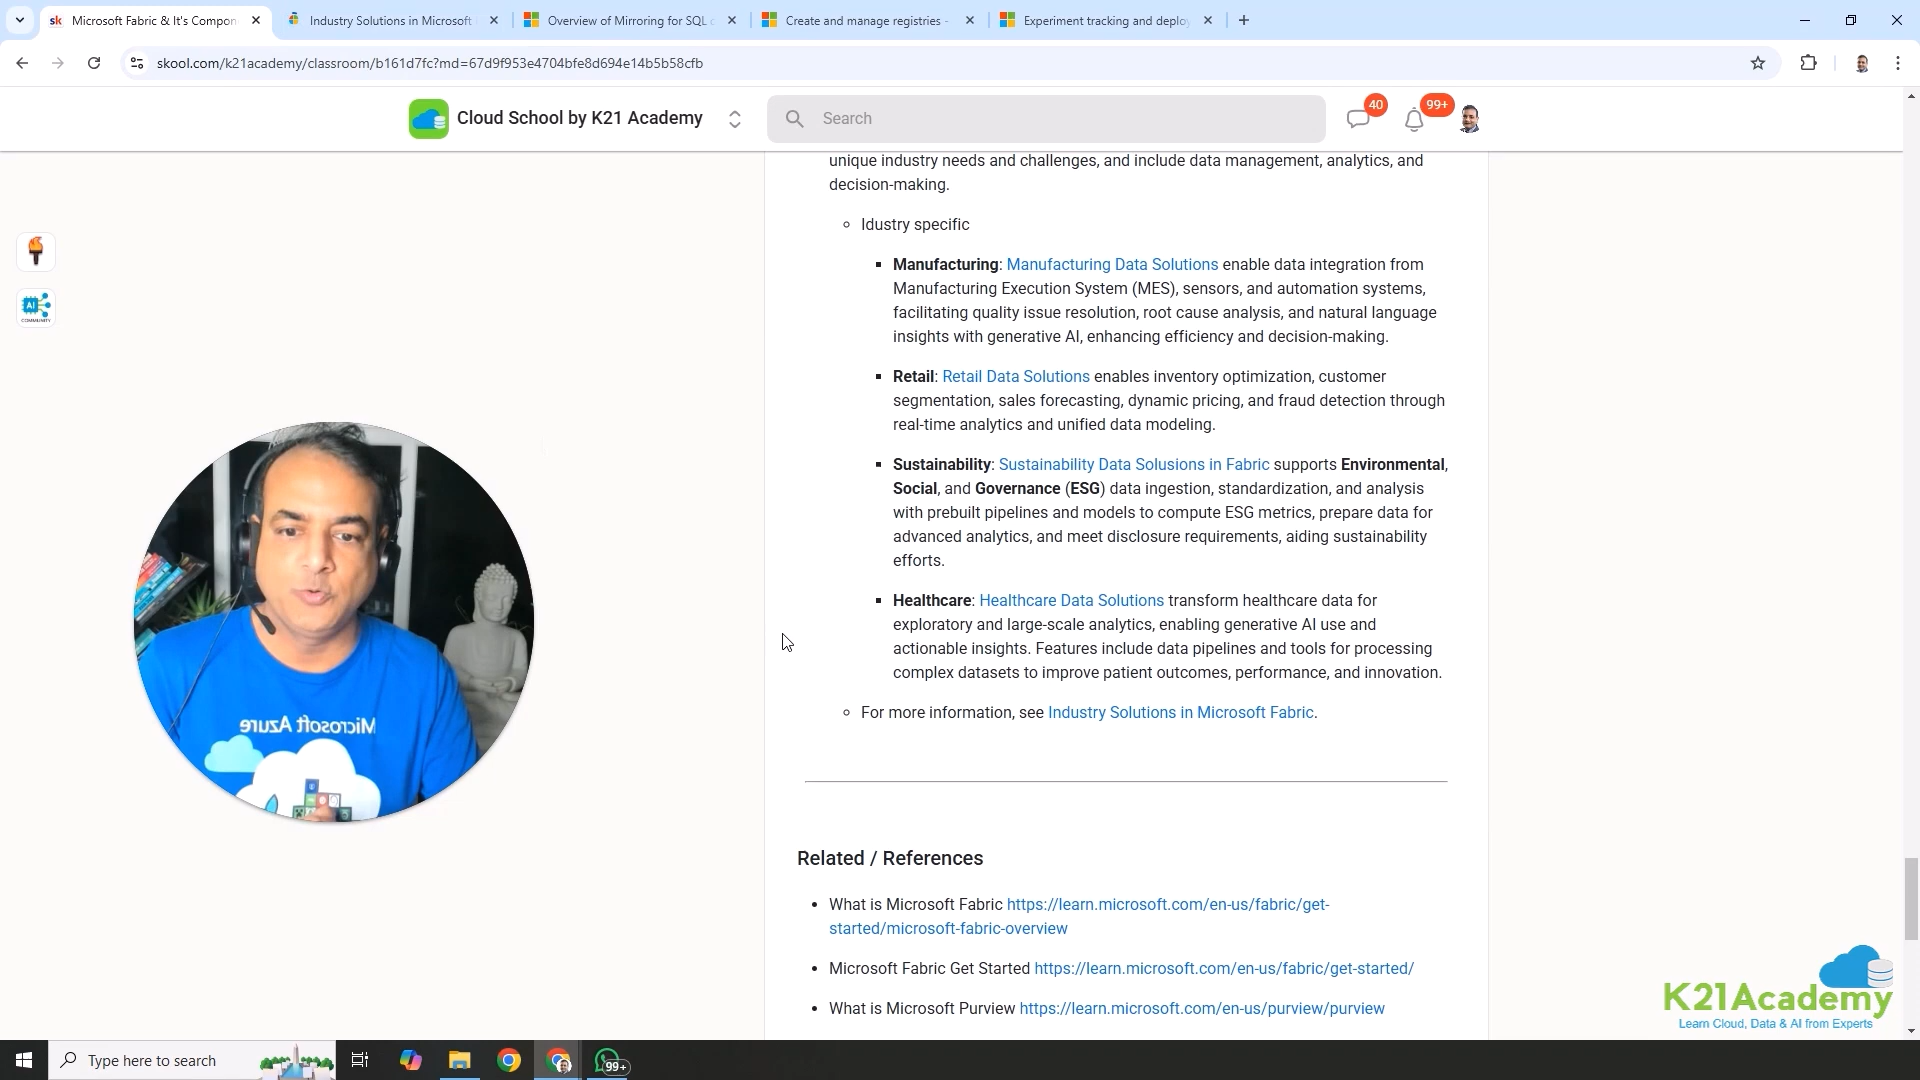 sk Microsoft Fabric & It's Compon
Industry Solutions in Microsoft
Overview of Mirroring for SQL
Create and manage registries -
Experiment tracking and deploy
skool.com/k21academy/classroom/b161d7fc?md=67d9f953e4704bfe8d694e14b5b58cfb
Cloud School by K21 Academy
Search
40
99+
unique industry needs and challenges, and include data management, analytics, and
decision-making.
Idustry specific
Manufacturing: Manufacturing Data Solutions enable data integration from
Manufacturing Execution System (MES), sensors, and automation systems,
facilitating quality issue resolution, root cause analysis, and natural language
insights with generative AI, enhancing efficiency and decision-making.
Retail: Retail Data Solutions enables inventory optimization, customer
segmentation, sales forecasting, dynamic pricing, and fraud detection through
real-time analytics and unified data modeling.
Sustainability: Sustainability Data Solusions in Fabric supports Environmental,
Social, and Governance (ESG) data ingestion, standardization, and analysis
with prebuilt pipelines and models to compute ESG metrics, prepare data for
advanced analytics, and meet disclosure requirements, aiding sustainability
efforts.
Healthcare: Healthcare Data Solutions transform healthcare data for
exploratory and large-scale analytics, enabling generative AI use and
actionable insights. Features include data pipelines and tools for processing
complex datasets to improve patient outcomes, performance, and innovation.
For more information, see Industry Solutions in Microsoft Fabric.
Related / References
What is Microsoft Fabric https://learn.microsoft.com/en-us/fabric/get-
started/microsoft-fabric-overview
Microsoft Fabric Get Started https://learn.microsoft.com/en-us/fabric/get-started/
What is Microsoft Purview https://learn.microsoft.com/en-us/purview/purview
AI
COMMUNITY
Microsoft Azure
K21Academy
Learn Cloud, Data & AI from Experts
Type here to search
99+